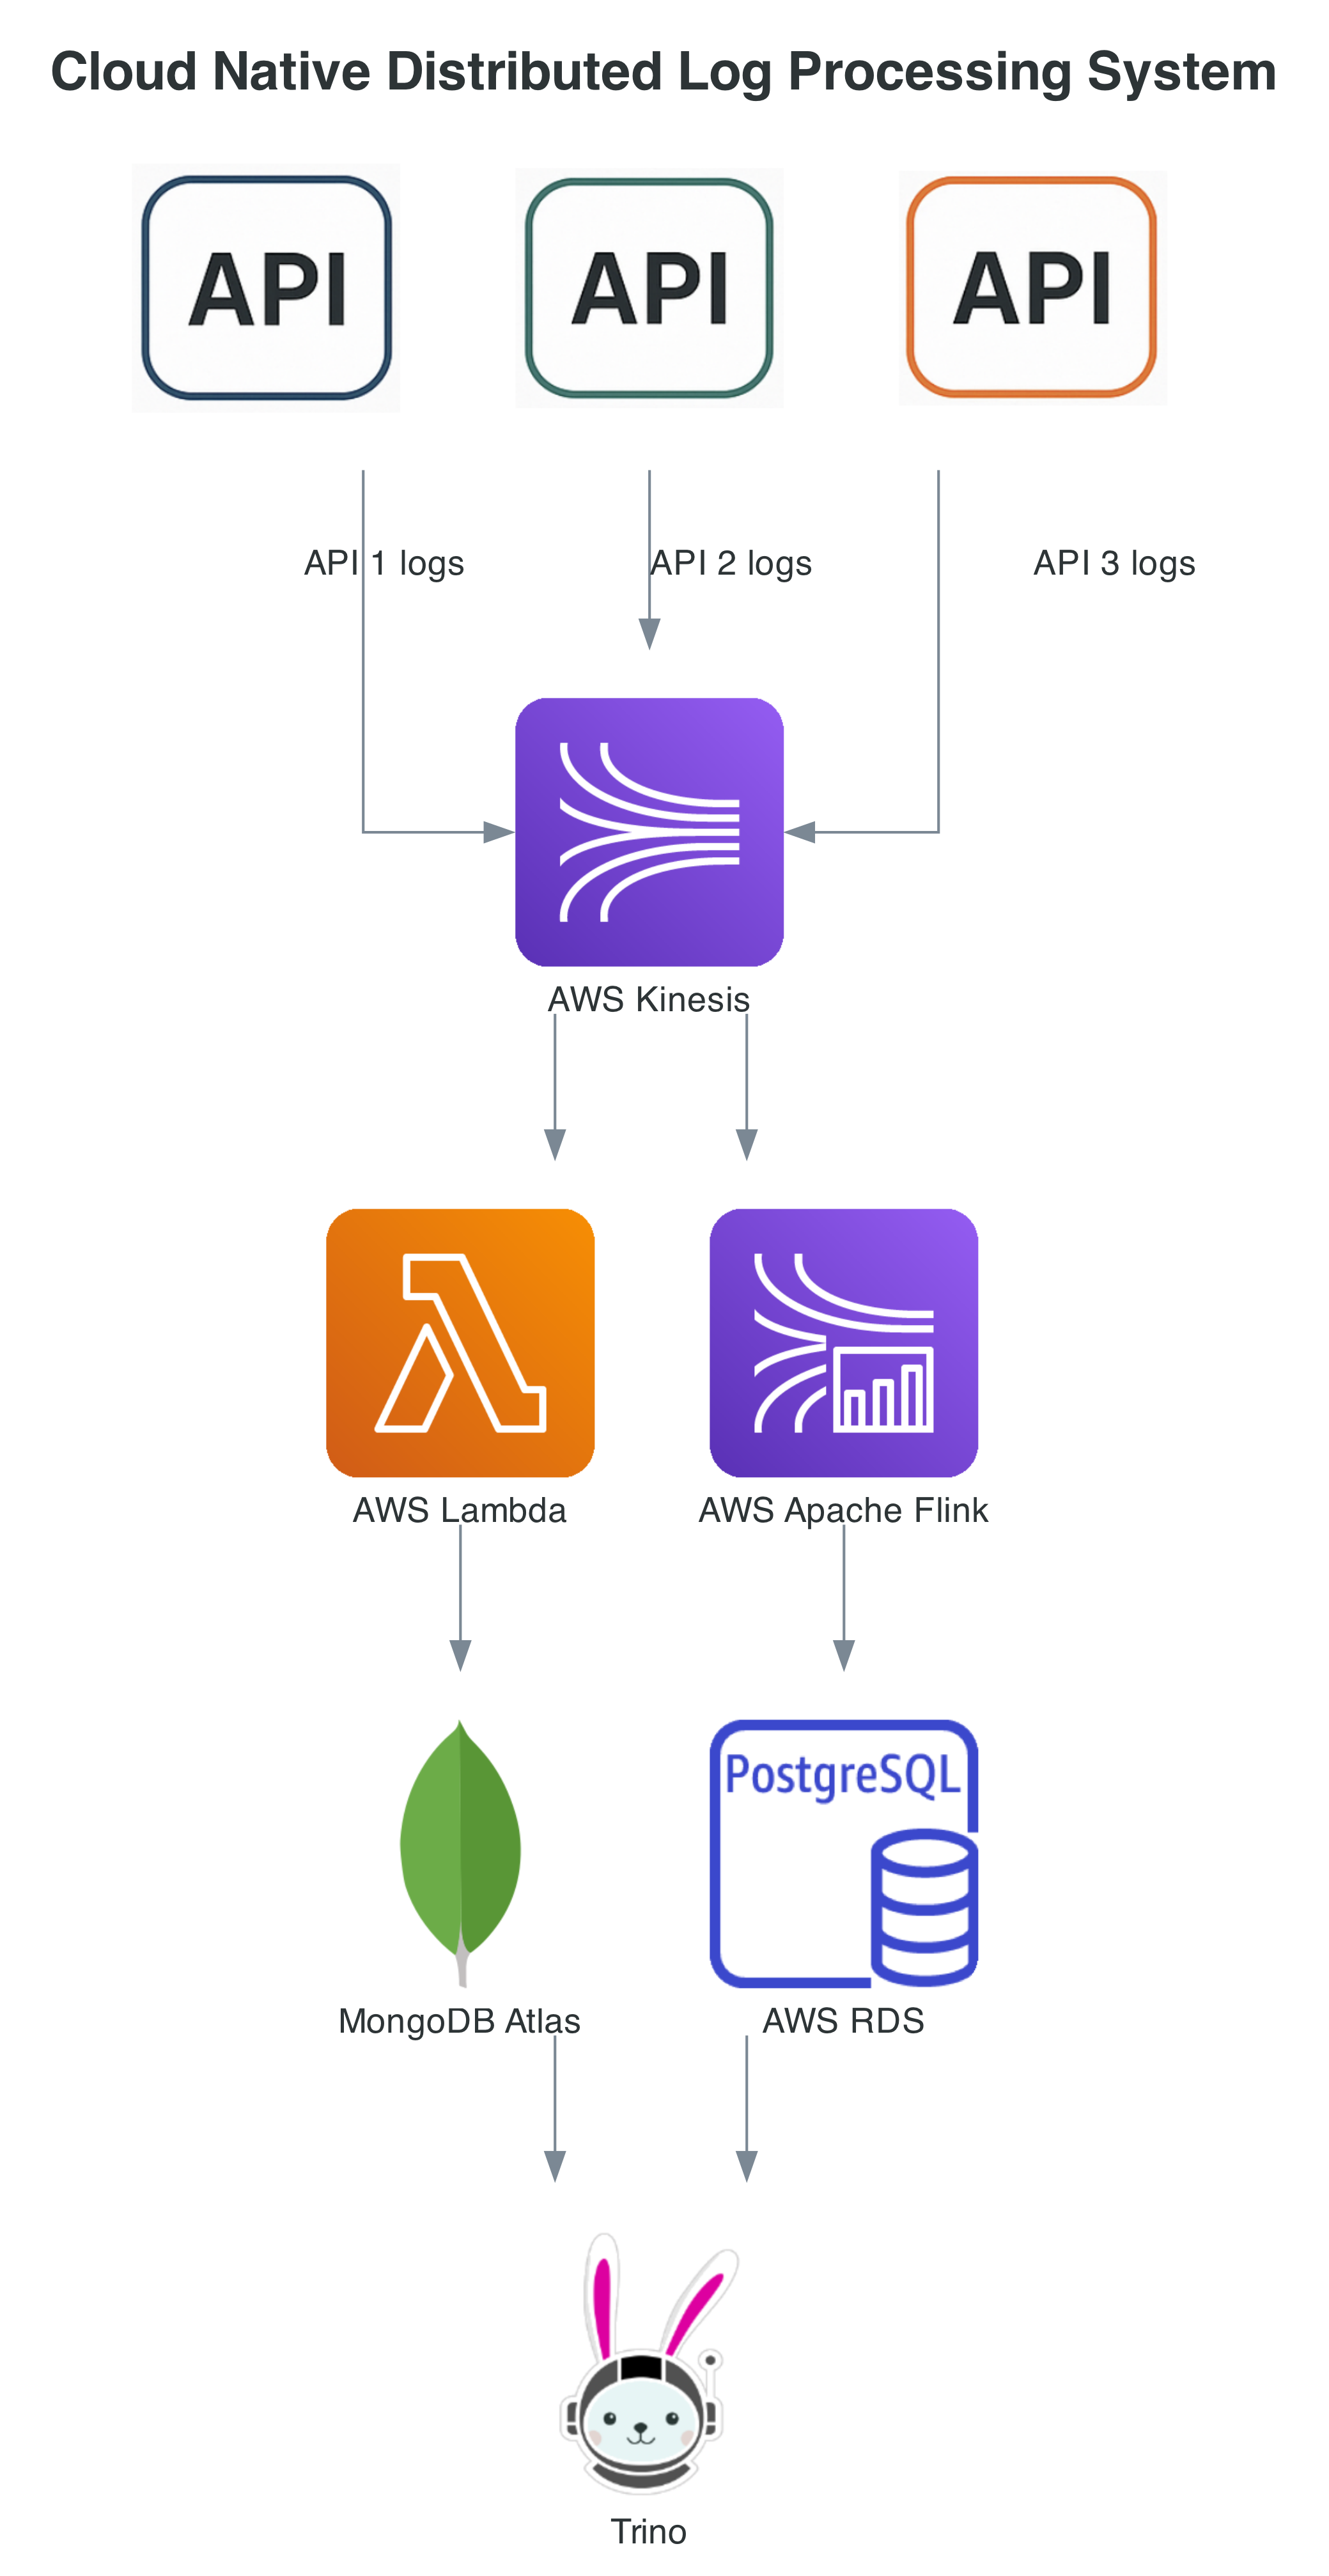 Cloud Native Distributed Log Processing System
API
API
API
API 1 logs
API 2 logs
API 3 logs
AWS Kinesis
AWS Lambda
AWS Apache Flink
PostgreSQL
MongoDB Atlas
AWS RDS
Trino